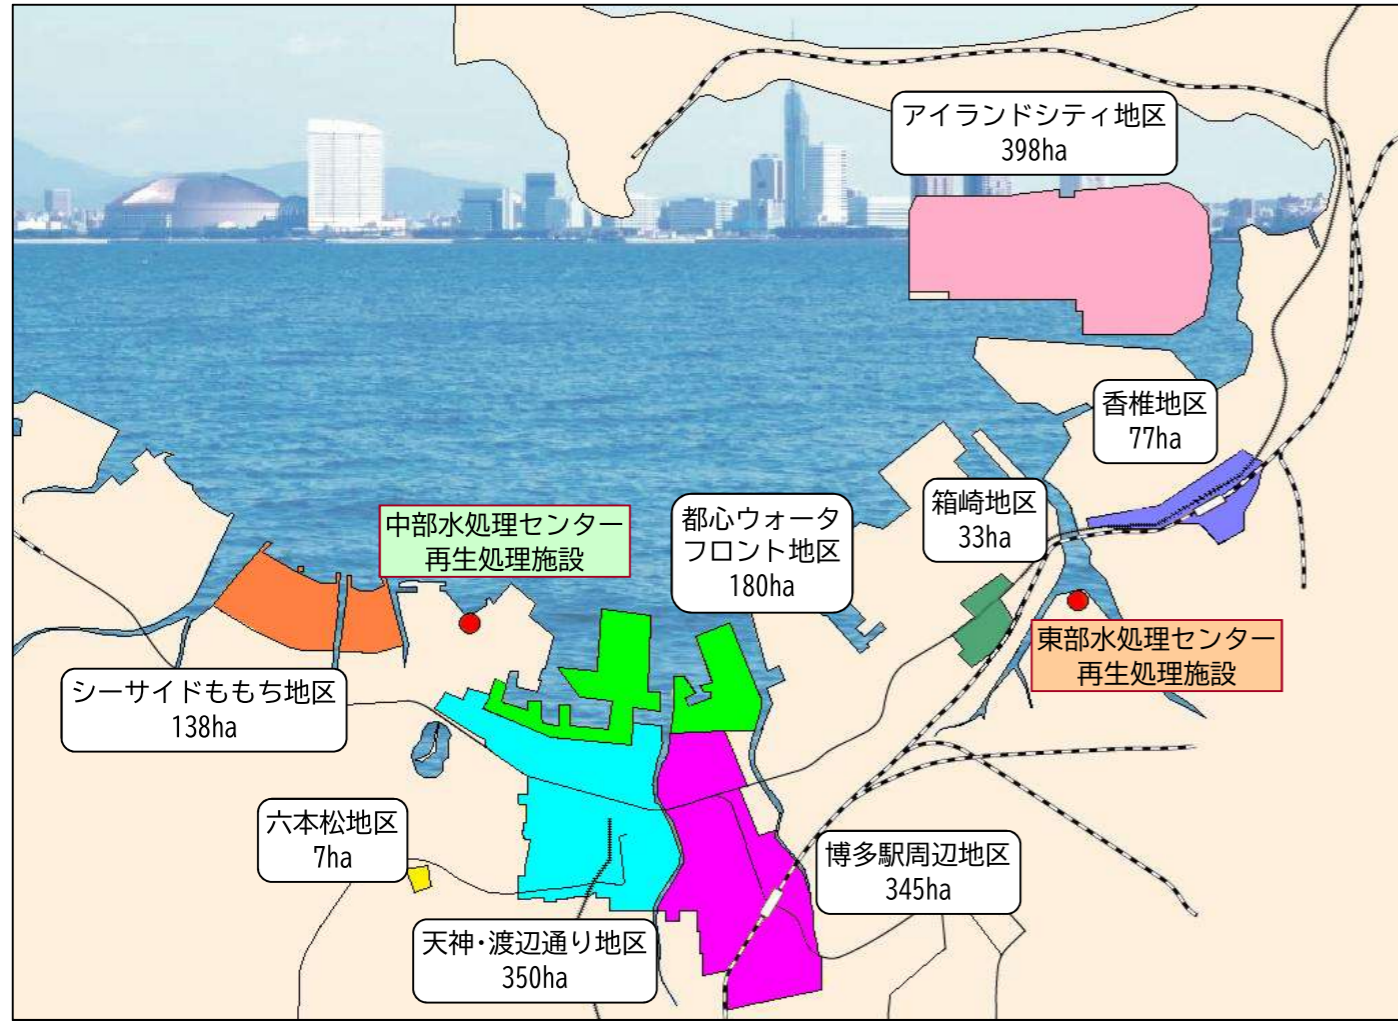 アイランドシティ地区
398ha
香椎地区
77ha
箱崎地区
33ha
都心ウォータ
フロント地区
180ha
中部水処理センター
再生処理施設
東部水処理センター
再生処理施設
シーサイドももち地区
138ha
六本松地区
7ha
博多駅周辺地区
345ha
天神・渡辺通り地区
350ha